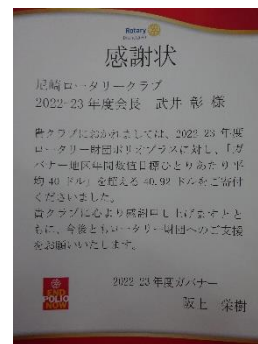 Rotary
感謝状
尼崎ロータリークラブ
2022-23年度会長 武井 彰 様
貴クラブにおかれましては、2022-23年度
ロータリー財団ポリオプラスに対し、「ガ
バナー地区年間数値目標ひとりあたり平
均40ドル」を超える40.92ドルをご寄付
くださいました。
貴クラブに心より感謝申し上げますとと
もに、今後ともロータリー財団へのご支援
をお願いいたします。
2022-23年度ガバナー
阪上 栄樹
END
POLIO
NOW